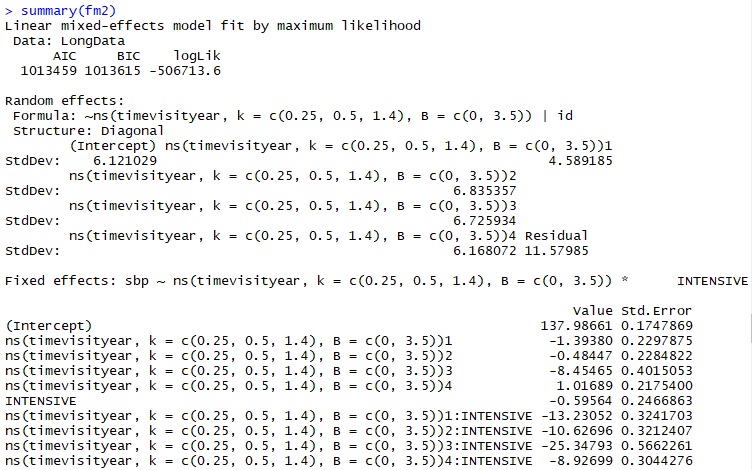 > summary(fm2)
Linear mixed-effects model fit by maximum likelihood
 Data: LongData
      AIC     BIC    logLik
  1013459 1013615 -506713.6

Random effects:
 Formula: ~ns(timevisityear, k = c(0.25, 0.5, 1.4), B = c(0, 3.5)) | id
 Structure: Diagonal
        (Intercept) ns(timevisityear, k = c(0.25, 0.5, 1.4), B = c(0, 3.5))1
StdDev:    6.121029                                                 4.589185
        ns(timevisityear, k = c(0.25, 0.5, 1.4), B = c(0, 3.5))2
StdDev:                                                 6.835357
        ns(timevisityear, k = c(0.25, 0.5, 1.4), B = c(0, 3.5))3
StdDev:                                                 6.725934
        ns(timevisityear, k = c(0.25, 0.5, 1.4), B = c(0, 3.5))4 Residual
StdDev:                                                 6.168072 11.57985

Fixed effects: sbp ~ ns(timevisityear, k = c(0.25, 0.5, 1.4), B = c(0, 3.5)) *      INTENSIVE

                                                                       Value Std.Error
(Intercept)                                                        137.98661 0.1747869
ns(timevisityear, k = c(0.25, 0.5, 1.4), B = c(0, 3.5))1            -1.39380 0.2297875
ns(timevisityear, k = c(0.25, 0.5, 1.4), B = c(0, 3.5))2            -0.48447 0.2284822
ns(timevisityear, k = c(0.25, 0.5, 1.4), B = c(0, 3.5))3            -8.45465 0.4015053
ns(timevisityear, k = c(0.25, 0.5, 1.4), B = c(0, 3.5))4             1.01689 0.2175400
INTENSIVE                                                           -0.59564 0.2466863
ns(timevisityear, k = c(0.25, 0.5, 1.4), B = c(0, 3.5))1:INTENSIVE -13.23052 0.3241703
ns(timevisityear, k = c(0.25, 0.5, 1.4), B = c(0, 3.5))2:INTENSIVE -10.62696 0.3212407
ns(timevisityear, k = c(0.25, 0.5, 1.4), B = c(0, 3.5))3:INTENSIVE -25.34793 0.5662261
ns(timevisityear, k = c(0.25, 0.5, 1.4), B = c(0, 3.5))4:INTENSIVE  -8.92699 0.3044276